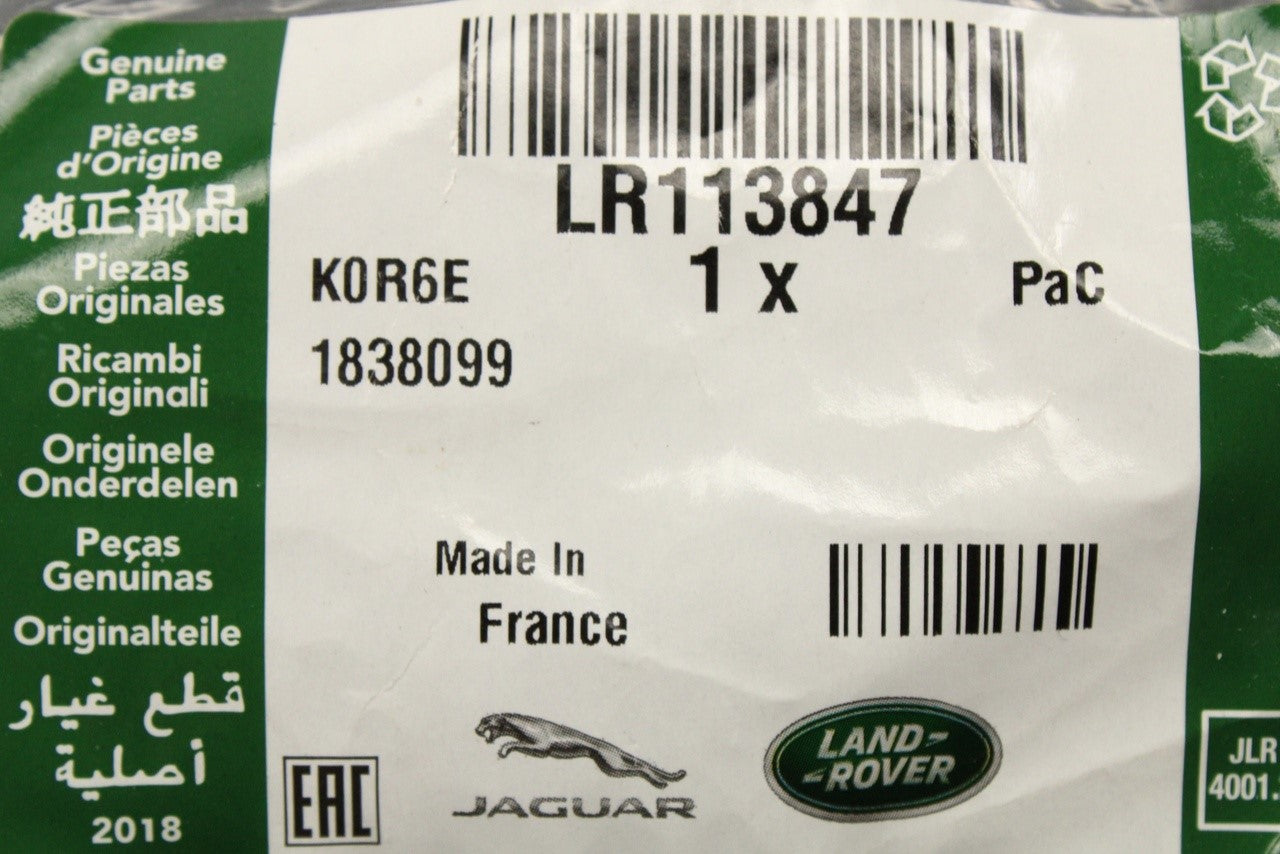 Genuine
Parts
Pièces
d'Origine
純正部品
Piezas
Originales
Ricambi
Originali
Originele
Onderdelen
Peças
Genuinas
Originalteile
قطع غيار
أصلية
2018
LR113847
K0R6E
1 x
PaC
1838099
Made In
France
EAC
JAGUAR
LAND-
-ROVER
JLR
4001.